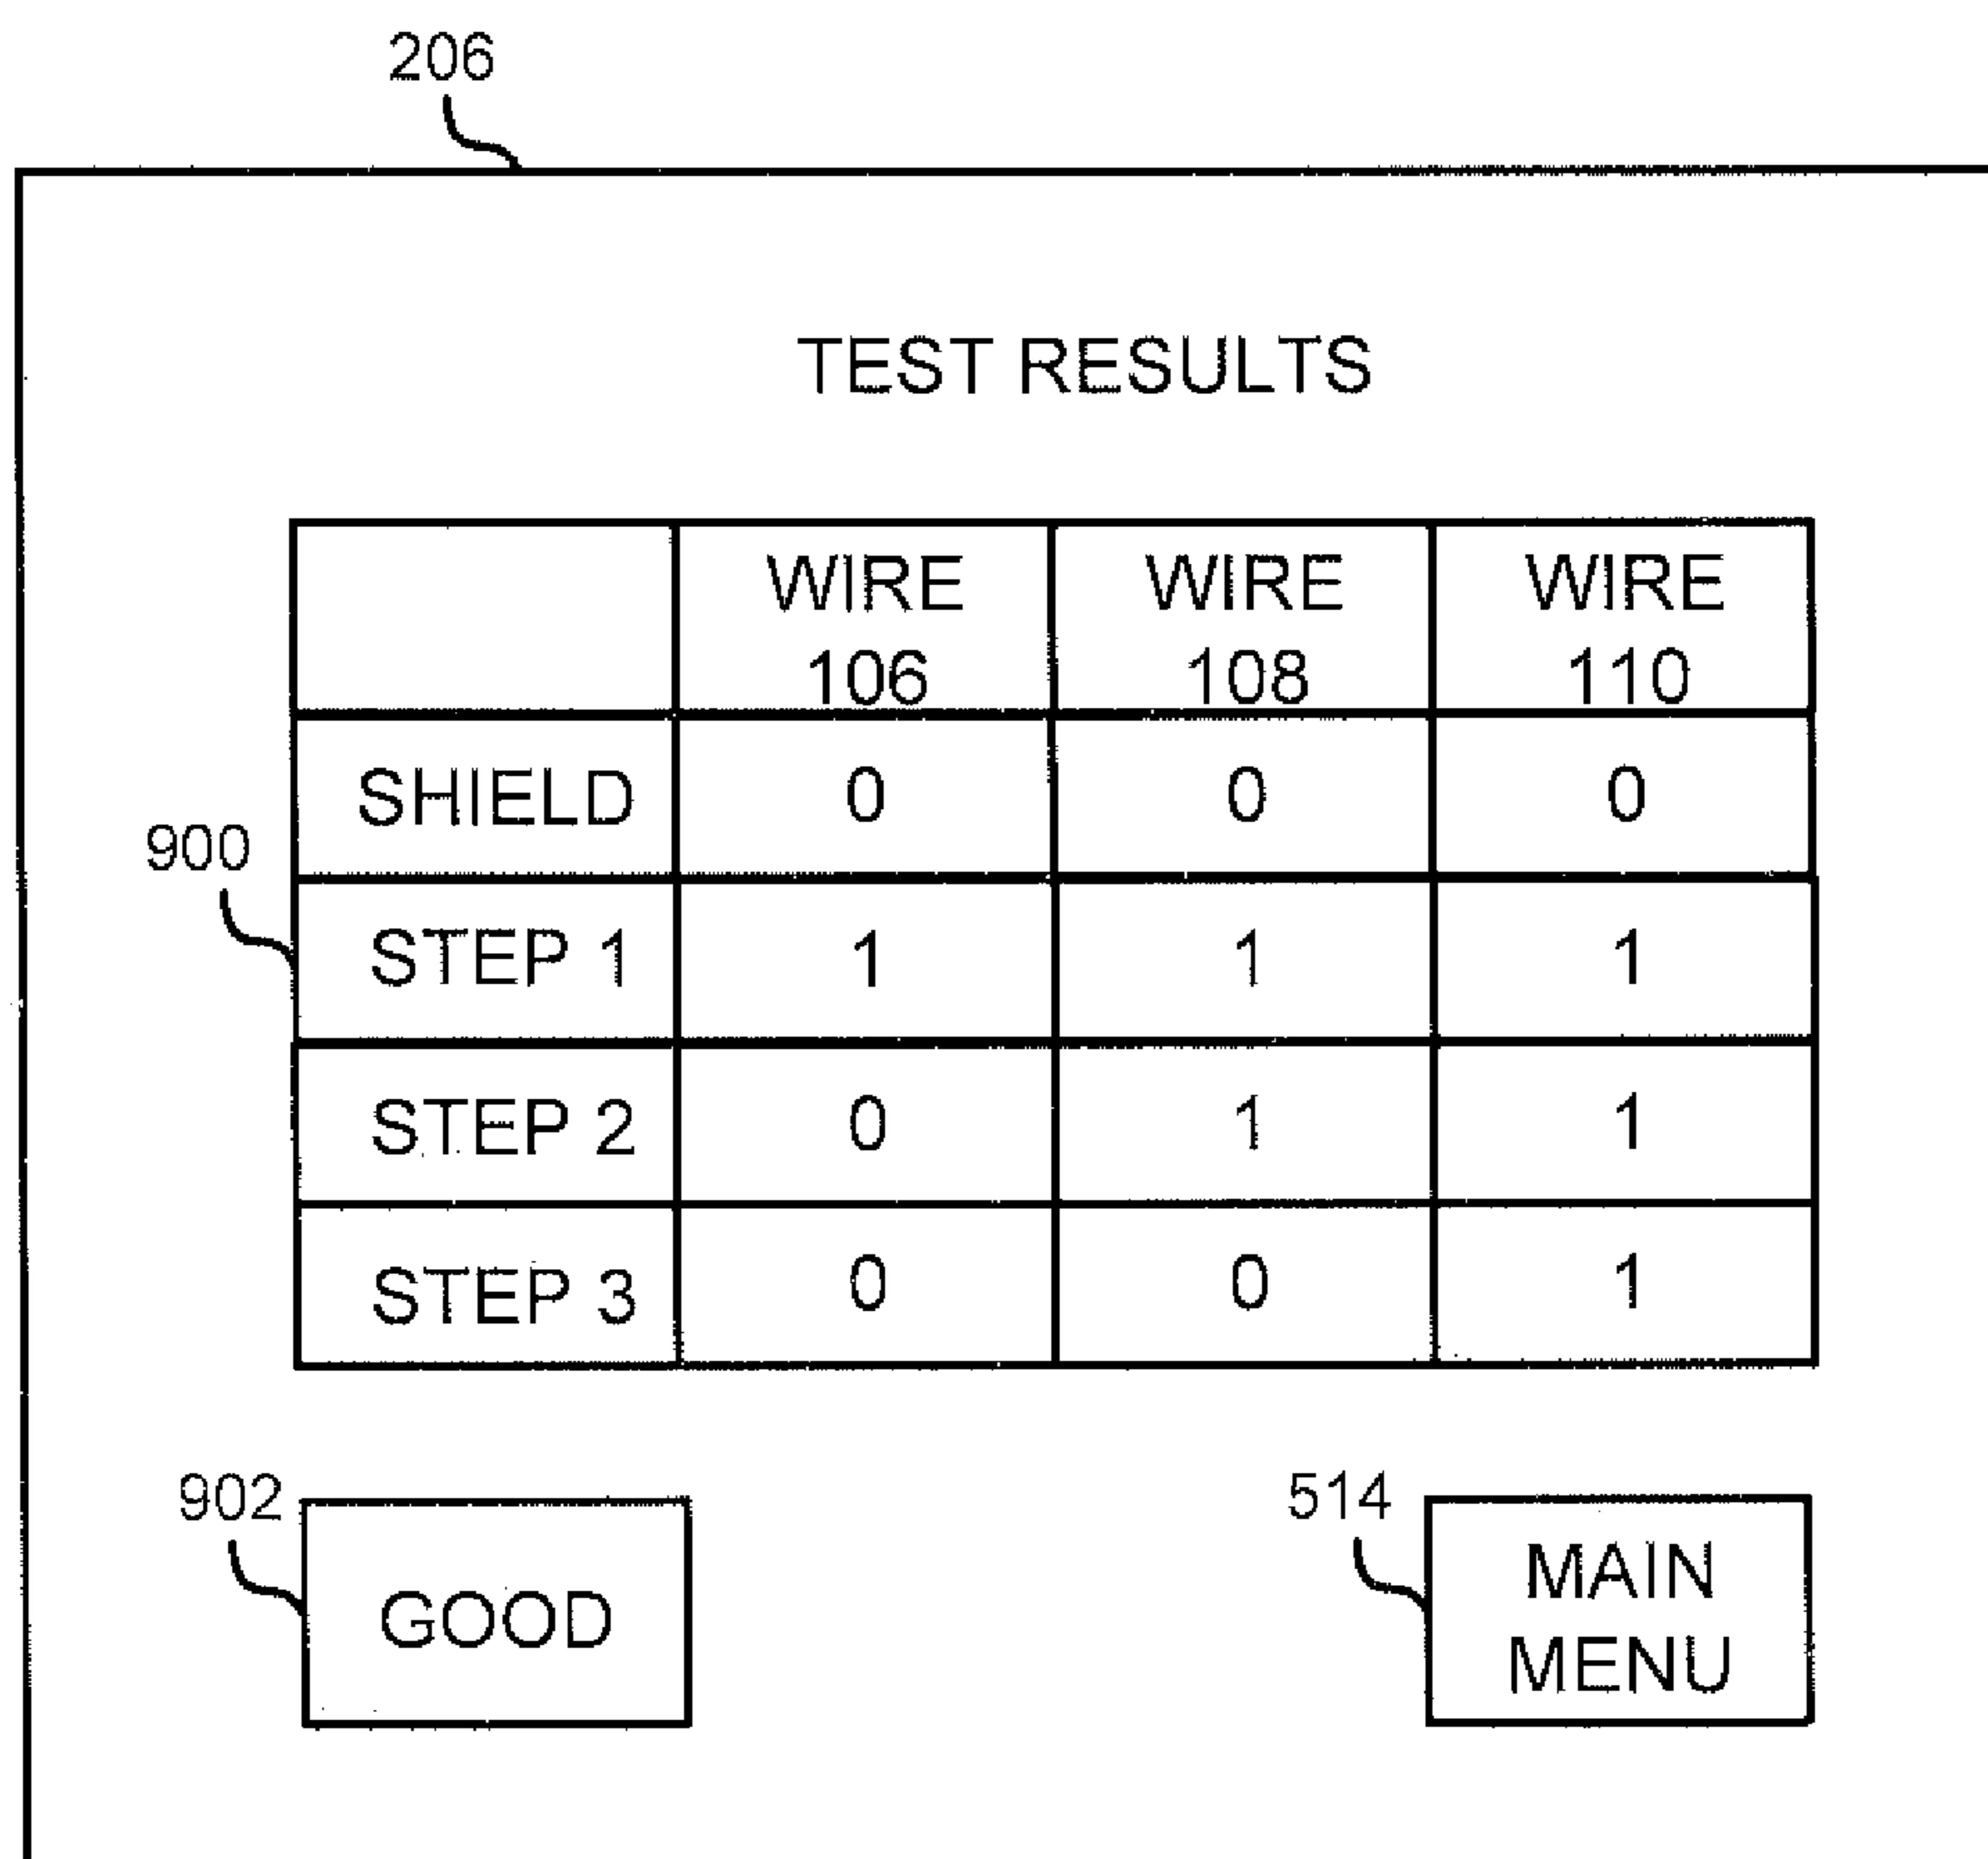 206
TEST RESULTS
WIRE 106 WIRE 108 WIRE 110
SHIELD 0 0 0
900
STEP 1 1 1 1
STEP 2 0 1 1
STEP 3 0 0 1
902
GOOD
514
MAIN
MENU